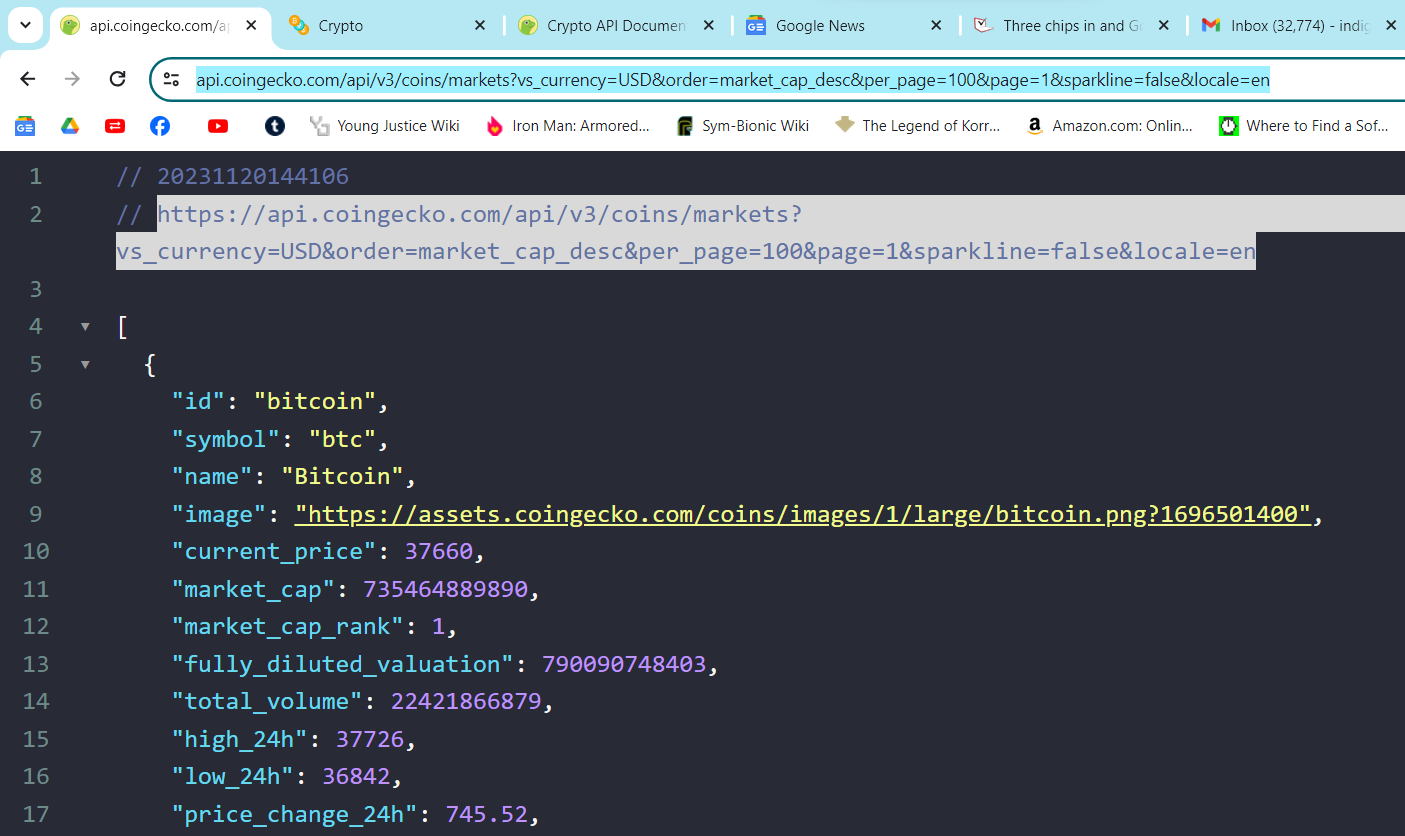 api.coingecko.com/ap
Crypto
Crypto API Documen
Google News
Three chips in and Go
Inbox (32,774) - indig
api.coingecko.com/api/v3/coins/markets?vs_currency=USD&order=market_cap_desc&per_page=100&page=1&sparkline=false&locale=en
Young Justice Wiki
Iron Man: Armored...
Sym-Bionic Wiki
The Legend of Korr...
Amazon.com: Onlin...
Where to Find a Sof...
1 // 20231120144106
2 // https://api.coingecko.com/api/v3/coins/markets?
vs_currency=USD&order=market_cap_desc&per_page=100&page=1&sparkline=false&locale=en
3
4 [
5 {
6 "id": "bitcoin",
7 "symbol": "btc",
8 "name": "Bitcoin",
9 "image": "https://assets.coingecko.com/coins/images/1/large/bitcoin.png?1696501400",
10 "current_price": 37660,
11 "market_cap": 735464889890,
12 "market_cap_rank": 1,
13 "fully_diluted_valuation": 790090748403,
14 "total_volume": 22421866879,
15 "high_24h": 37726,
16 "low_24h": 36842,
17 "price_change_24h": 745.52,